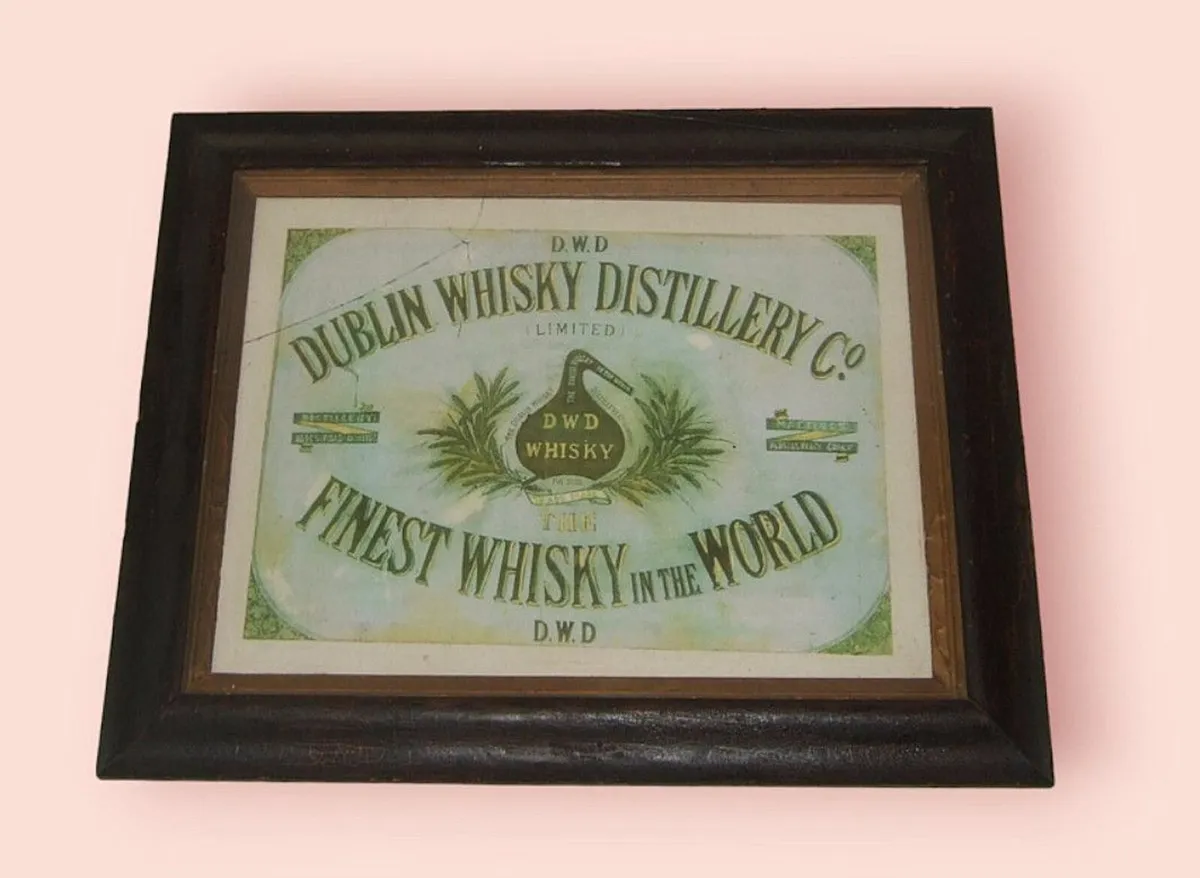 D.W.D
DUBLIN WHISKY DISTILLERY Cº.
(LIMITED)
DWD
WHISKY
THE
FINEST WHISKY IN THE WORLD
D.W.D